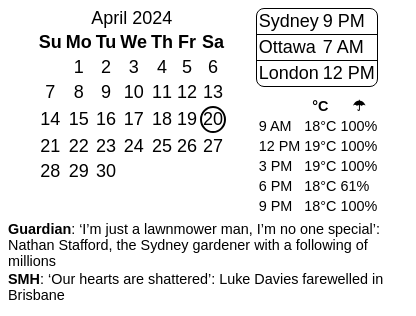 April 2024
Su Mo Tu We Th Fr Sa
1 2 3 4 5 6
7 8 9 10 11 12 13
14 15 16 17 18 19 20
21 22 23 24 25 26 27
28 29 30
Sydney 9 PM
Ottawa 7 AM
London 12 PM
°C ☂
9 AM 18°C 100%
12 PM 19°C 100%
3 PM 19°C 100%
6 PM 18°C 61%
9 PM 18°C 100%
Guardian: ‘I’m just a lawnmower man, I’m no one special’:
Nathan Stafford, the Sydney gardener with a following of
millions
SMH: ‘Our hearts are shattered’: Luke Davies farewelled in
Brisbane